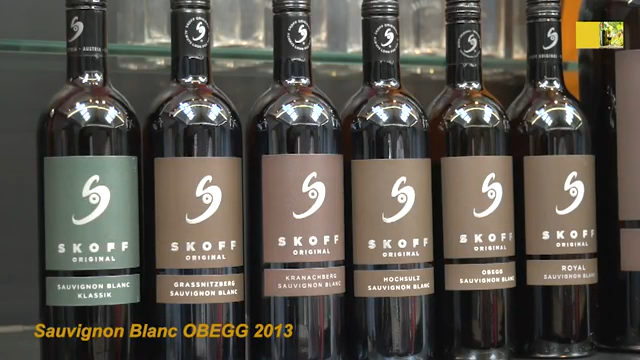 SKOFF
ORIGINAL
SAUVIGNON BLANC
KLASSIK
SKOFF
ORIGINAL
GRASSNITZBERG
SAUVIGNON BLANC
SKOFF
ORIGINAL
KRANACHBERG
SAUVIGNON BLANC
SKOFF
ORIGINAL
HOCHSULZ
SAUVIGNON BLANC
SKOFF
ORIGINAL
OBEGG
SAUVIGNON BLANC
SKOFF
ORIGINAL
ROYAL
SAUVIGNON BLANC
Sauvignon Blanc OBEGG 2013